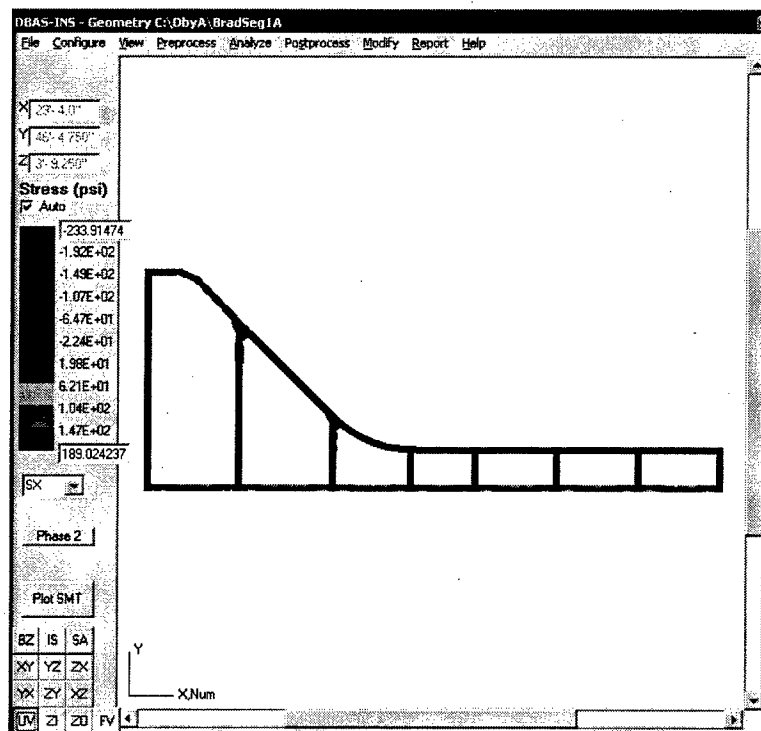 DBAS-INS - Geometry C:\DbyA\BradSeg1A
File Configure View Preprocess Analyze Postprocess Modify Report Help
X 23'- 4.0"
Y 46'- 4.750"
Z 3'- 9.250"
Stress (psi)
Auto
-233.91474
-1.92E+02
-1.49E+02
-1.07E+02
-6.47E+01
-2.24E+01
1.98E+01
6.21E+01
1.04E+02
1.47E+02
189.024237
SX
Phase 2
Plot SMT
BZ IS SA
XY YZ ZX
YX ZY XZ
UV ZI ZO FV
Y
X,Num